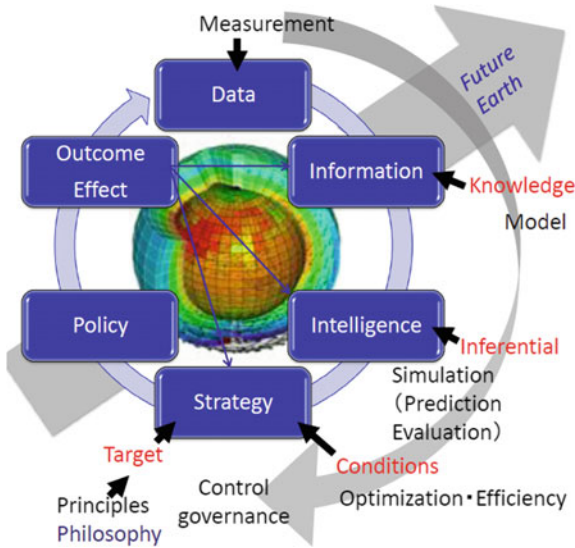 Measurement
Data
Future
Earth
Outcome
Effect
Information
Knowledge
Model
Policy
Intelligence
Inferential
Simulation
（Prediction
Evaluation）
Strategy
Target
Conditions
Principles
Philosophy
Control
governance
Optimization・Efficiency